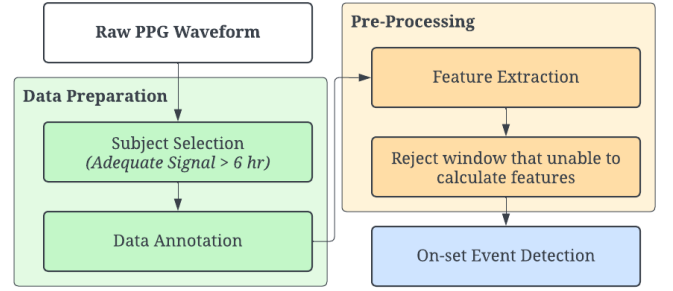 Raw PPG Waveform
Data Preparation
Subject Selection
(Adequate Signal > 6 hr)
Data Annotation
Pre-Processing
Feature Extraction
Reject window that unable to
calculate features
On-set Event Detection